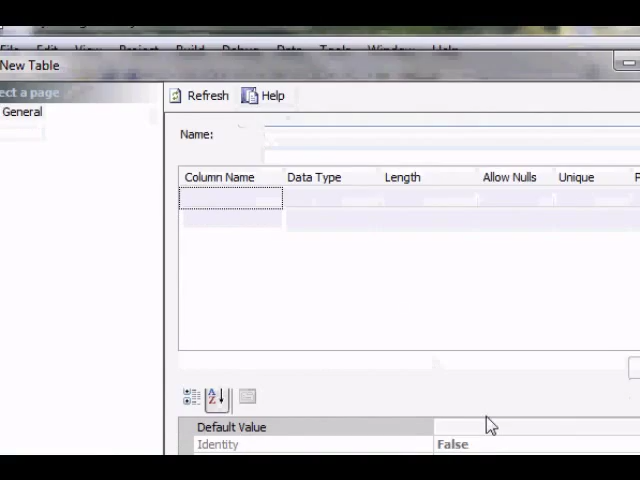 File Edit View Project Build Debug Data Tools Window Help
New Table
ect a page
General
Refresh Help
Name:
Column Name Data Type Length Allow Nulls Unique P
Default Value
Identity False